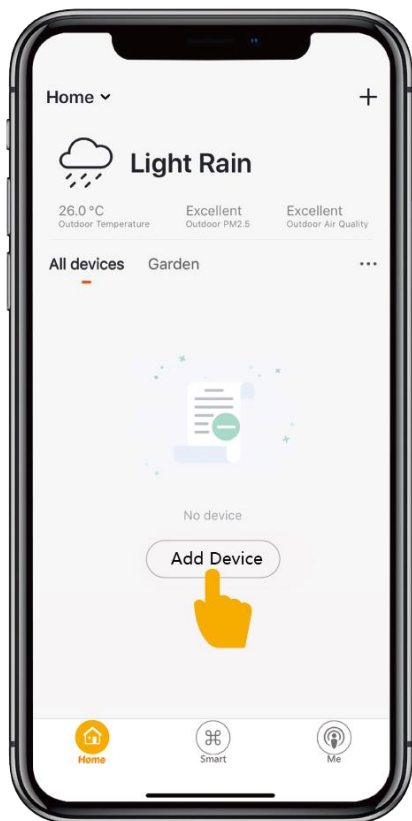 Home
Light Rain
26.0 °C Excellent Excellent
Outdoor Temperature Outdoor PM2.5 Outdoor Air Quality
All devices Garden
No device
Add Device
Home Smart Me